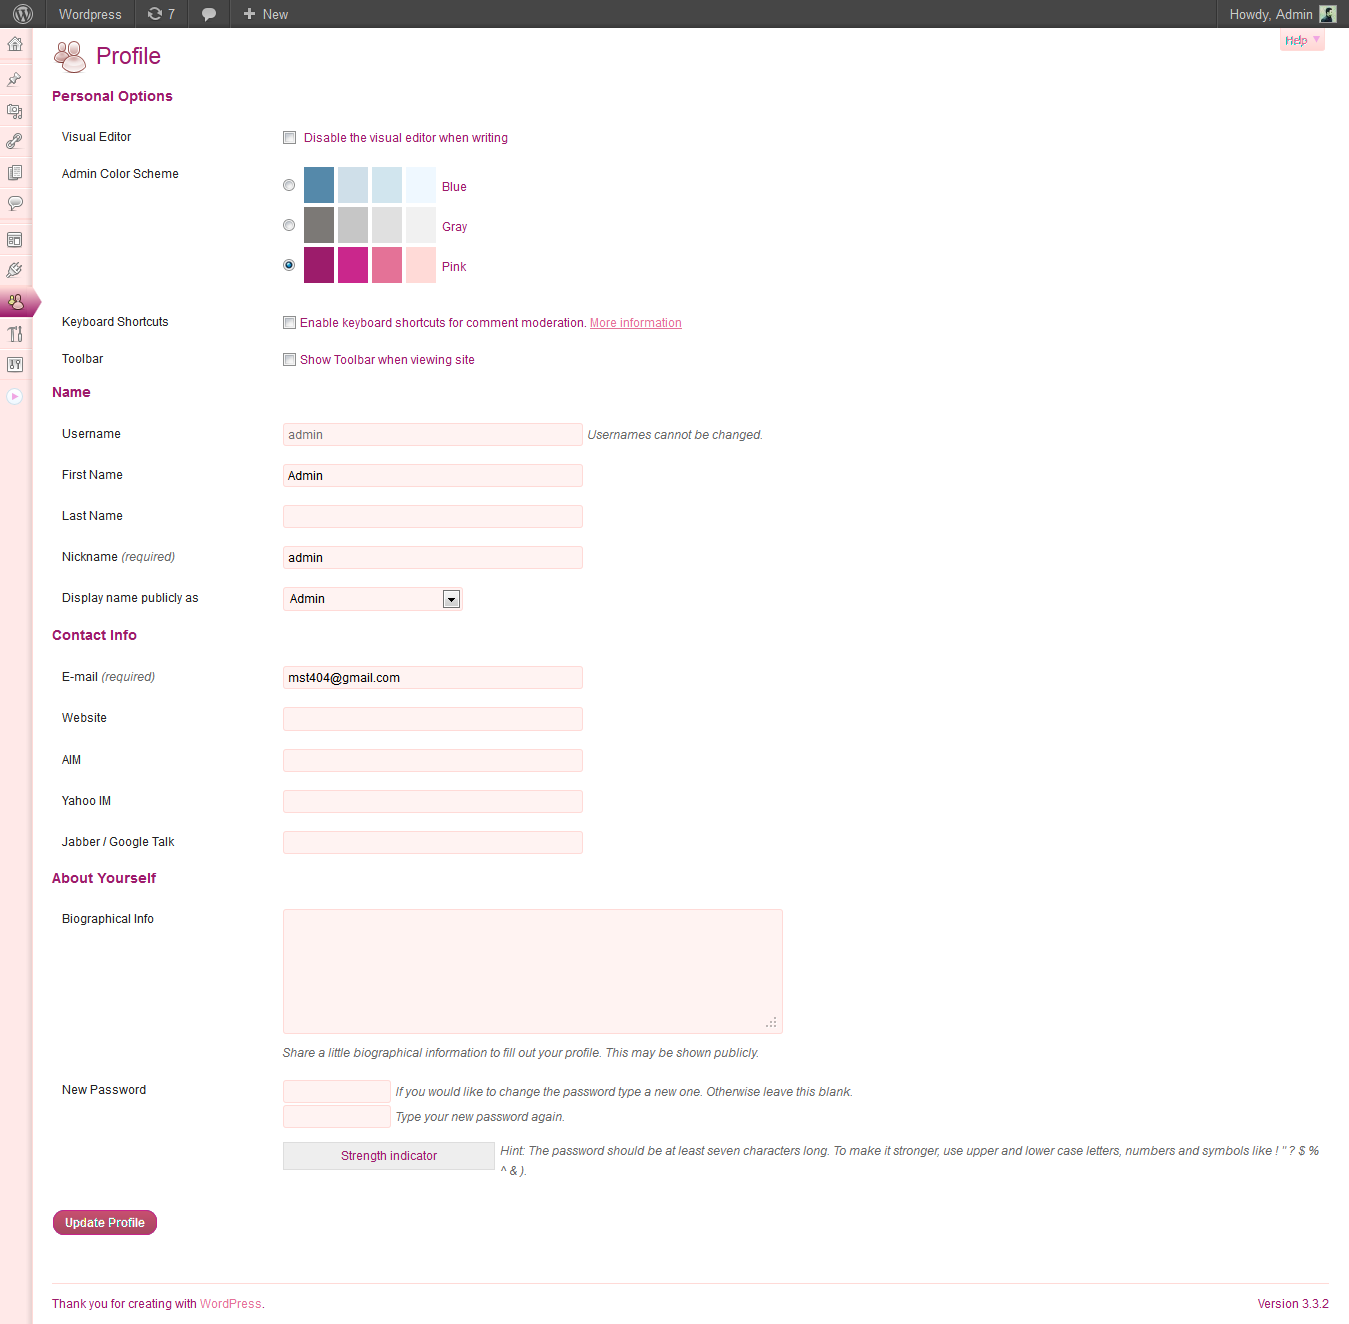 Wordpress 7 New Howdy, Admin
Help
Profile
Personal Options
Visual Editor Disable the visual editor when writing
Admin Color Scheme
Blue
Gray
Pink
Keyboard Shortcuts Enable keyboard shortcuts for comment moderation. More information
Toolbar Show Toolbar when viewing site
Name
Username admin Usernames cannot be changed.
First Name Admin
Last Name
Nickname (required) admin
Display name publicly as Admin
Contact Info
E-mail (required) mst404@gmail.com
Website
AIM
Yahoo IM
Jabber / Google Talk
About Yourself
Biographical Info
Share a little biographical information to fill out your profile. This may be shown publicly.
New Password If you would like to change the password type a new one. Otherwise leave this blank.
Type your new password again.
Strength indicator Hint: The password should be at least seven characters long. To make it stronger, use upper and lower case letters, numbers and symbols like ! " ? $ %
^ & ).
Update Profile
Thank you for creating with WordPress. Version 3.3.2